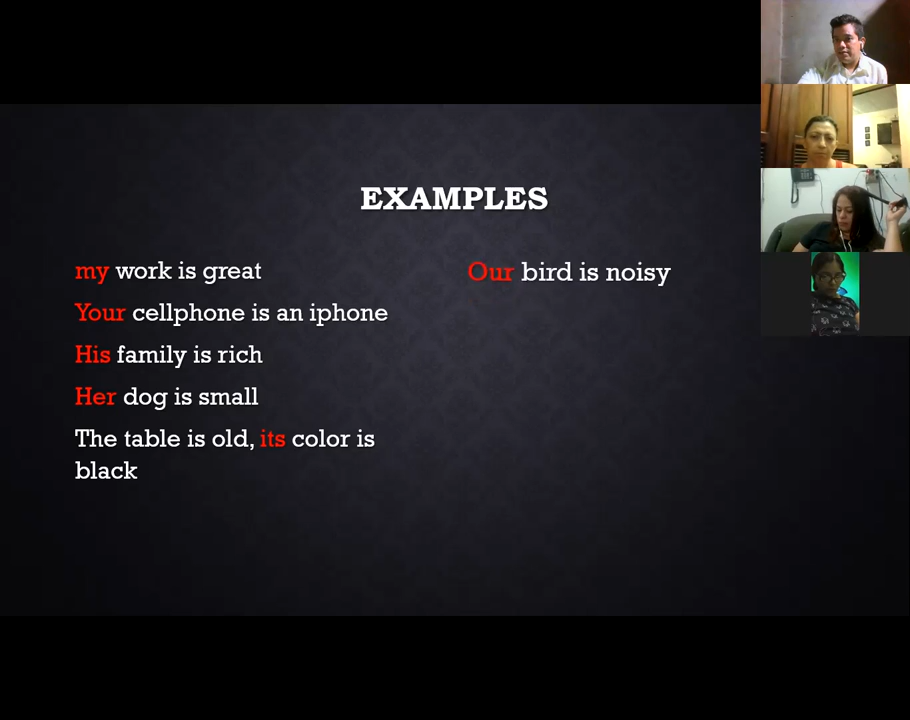 EXAMPLES
my work is great
Your cellphone is an iphone
His family is rich
Her dog is small
The table is old, its color is
black
Our bird is noisy